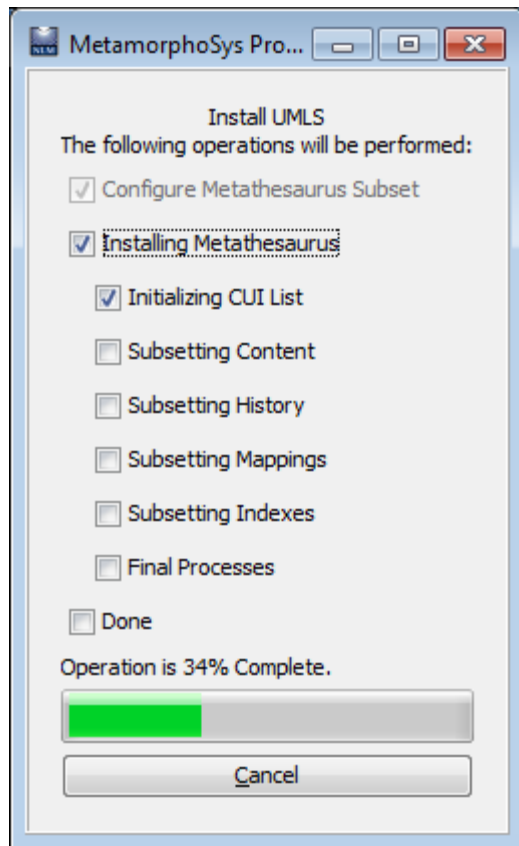 MetamorphoSys Pro...
Install UMLS
The following operations will be performed:
Configure Metathesaurus Subset
Installing Metathesaurus
Initializing CUI List
Subsetting Content
Subsetting History
Subsetting Mappings
Subsetting Indexes
Final Processes
Done
Operation is 34% Complete.
Cancel